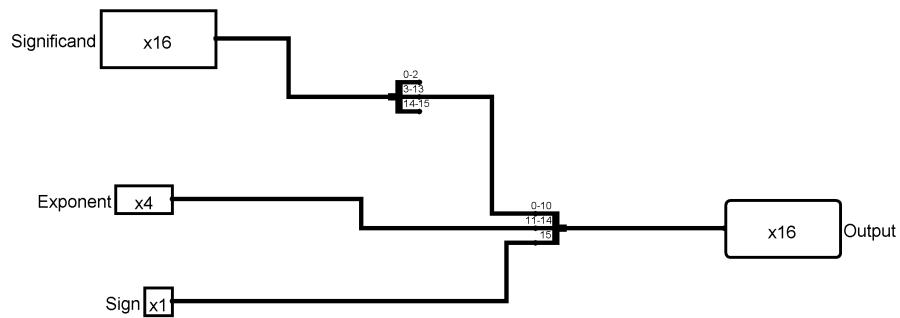 Significand
x16
0-2
3-13
14-15
Exponent
x4
0-10
11-14
15
x16
Output
Sign
x1